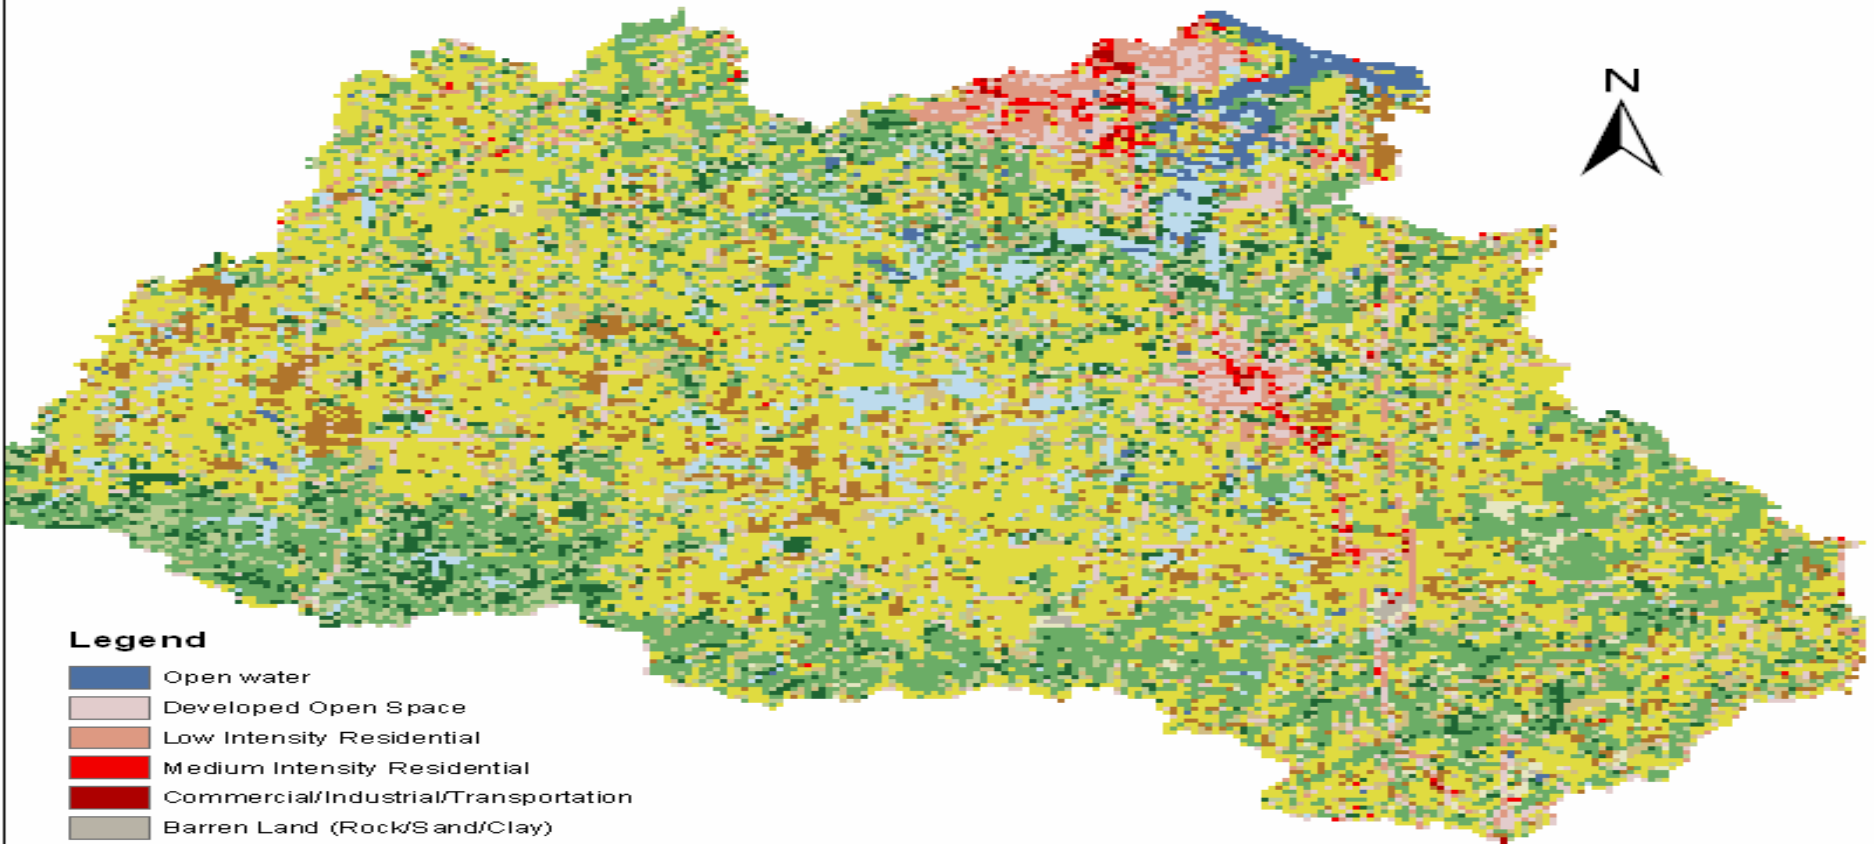 N
Legend
Open water
Developed Open Space
Low Intensity Residential
Medium Intensity Residential
Commercial/Industrial/Transportation
Barren Land (Rock/Sand/Clay)